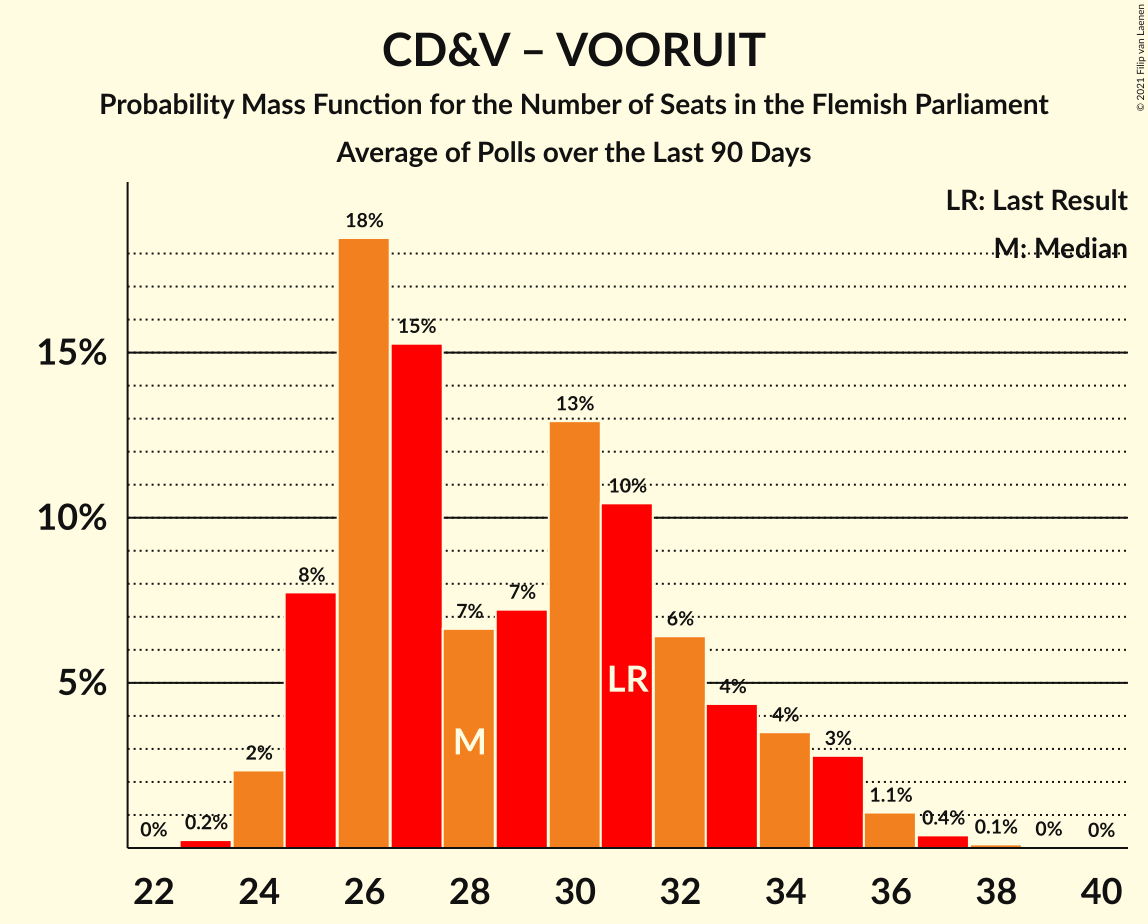 CD&V – VOORUIT
Probability Mass Function for the Number of Seats in the Flemish Parliament
Average of Polls over the Last 90 Days
© 2021 Filip van Laenen
LR: Last Result
M: Median
15%
10%
5%
0%
0.2%
2%
8%
18%
15%
7%
7%
13%
10%
6%
4%
4%
3%
1.1%
0.4%
0.1%
0%
0%
M
LR
22 24 26 28 30 32 34 36 38 40